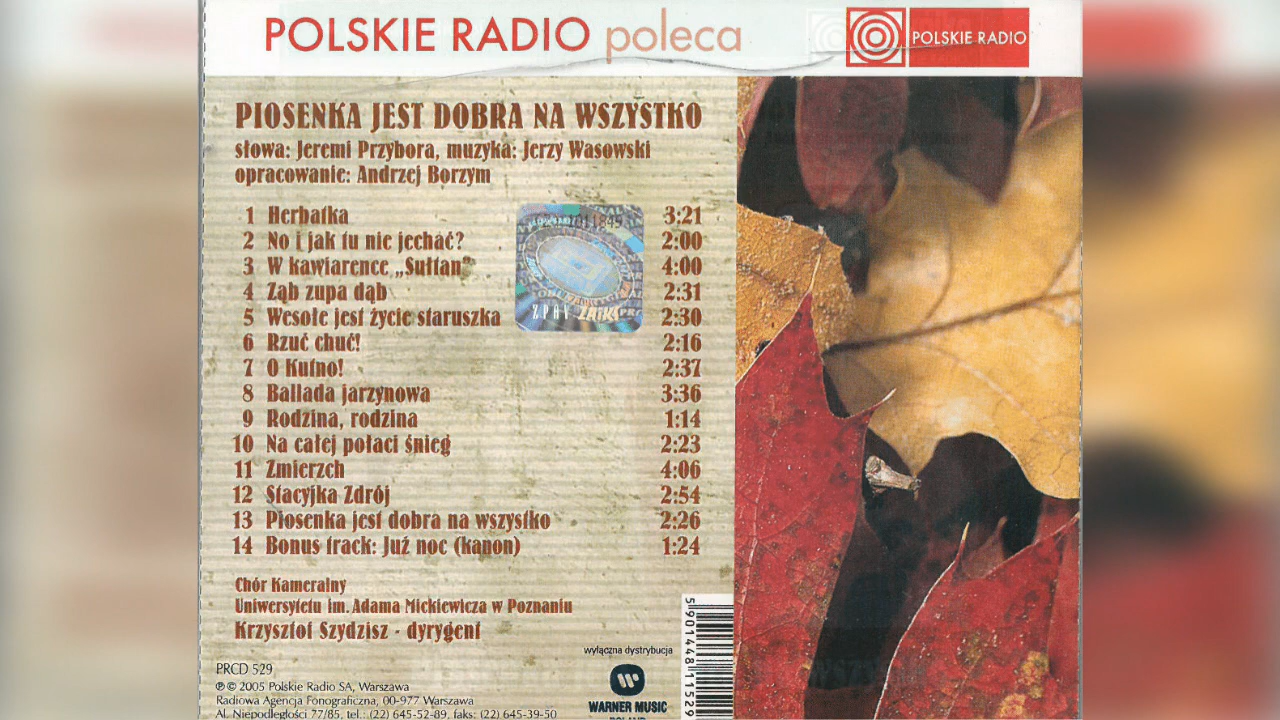 POLSKIE RADIO poleca
POLSKIE RADIO
PIOSENKA JEST DOBRA NA WSZYSTKO
słowa: Jeremi Przybora, muzyka: Jerzy Wasowski
opracowanie: Andrzej Borzym
1 Herbatka 3:21
2 No i jak tu nie jechać? 2:00
3 W kawiarence „Sułtan” 4:00
4 Ząb zupa dąb 2:31
5 Wesołe jest życie staruszka 2:30
6 Rzuć chuć! 2:16
7 O Kutno! 2:37
8 Ballada jarzynowa 3:36
9 Rodzina, rodzina 1:14
10 Na całej połaci śnieg 2:23
11 Zmierzch 4:06
12 Stacyjka Zdrój 2:54
13 Piosenka jest dobra na wszystko 2:26
14 Bonus track: Już noc (kanon) 1:24
ZPAV ZAiKS
Chór Kameralny
Uniwersytetu im. Adama Mickiewicza w Poznaniu
Krzysztof Szydzisz - dyrygent
PRCD 529
℗ © 2005 Polskie Radio SA, Warszawa
Radiowa Agencja Fonograficzna, 00-977 Warszawa
Al. Niepodległości 77/85, tel.: (22) 645-52-89, faks: (22) 645-39-50
wyłączna dystrybucja
WARNER MUSIC
POLAND
5 901448 11529